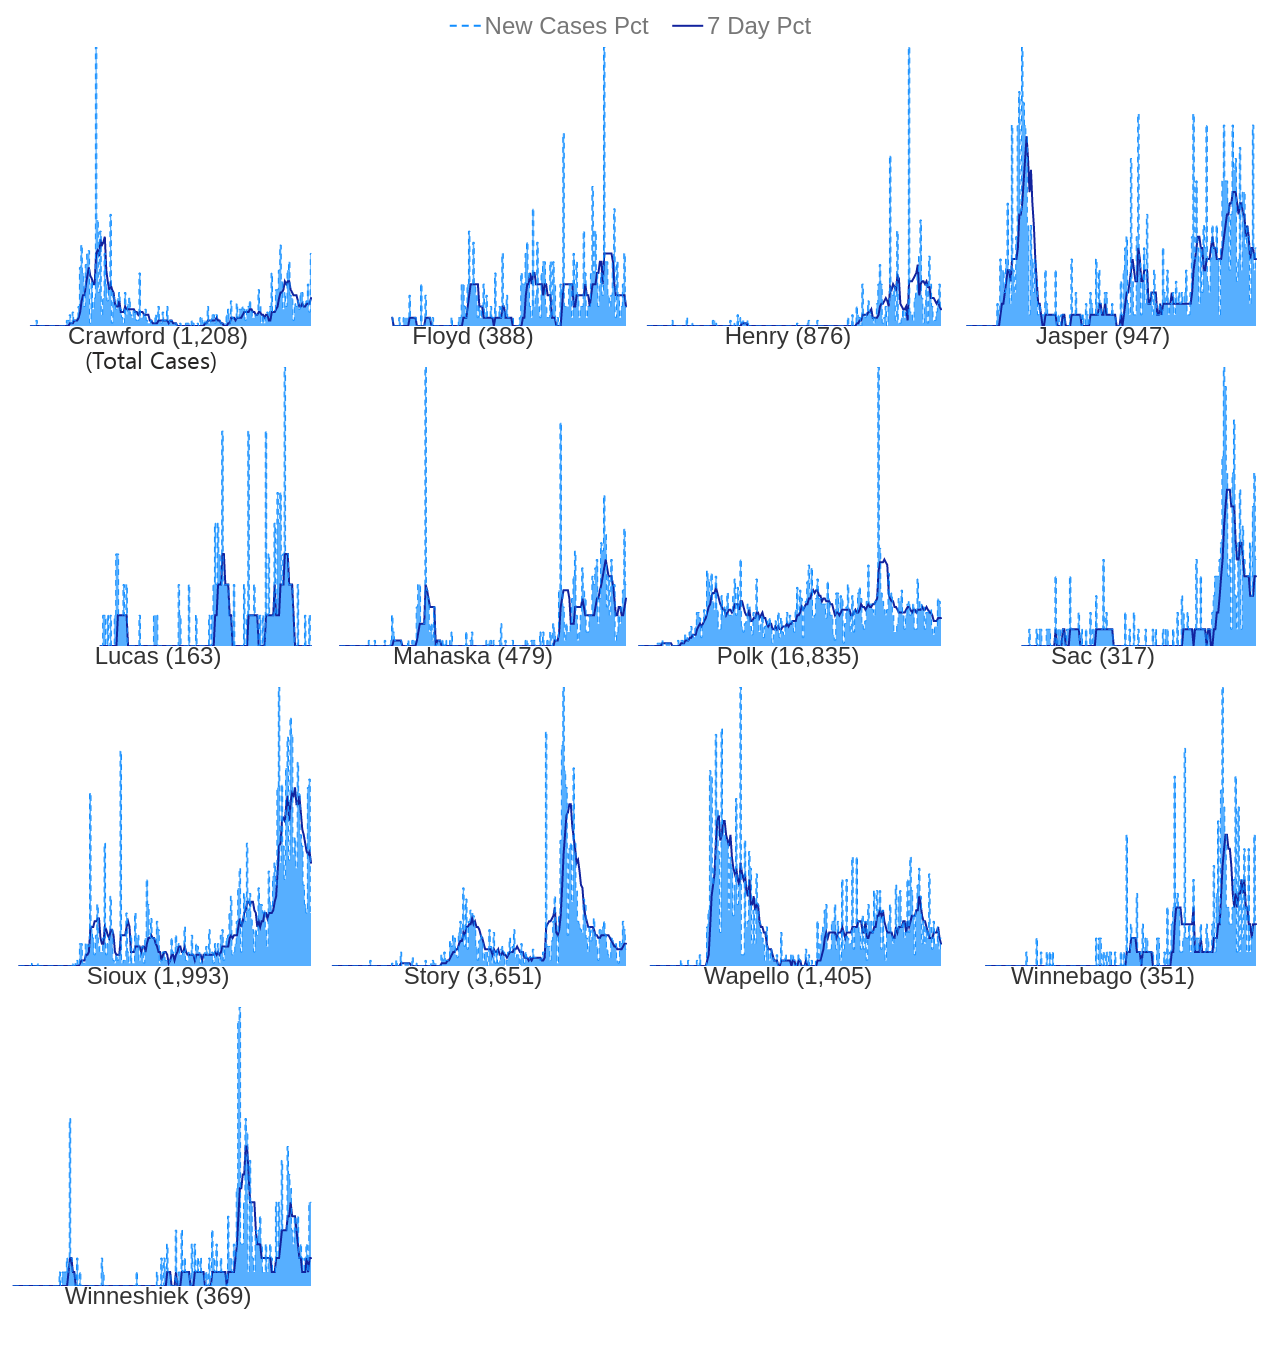 New Cases Pct 7 Day Pct
Crawford (1,208) Floyd (388) Henry (876) Jasper (947)
(Total Cases)
Lucas (163) Mahaska (479) Polk (16,835) Sac (317)
Sioux (1,993) Story (3,651) Wapello (1,405) Winnebago (351)
Winneshiek (369)